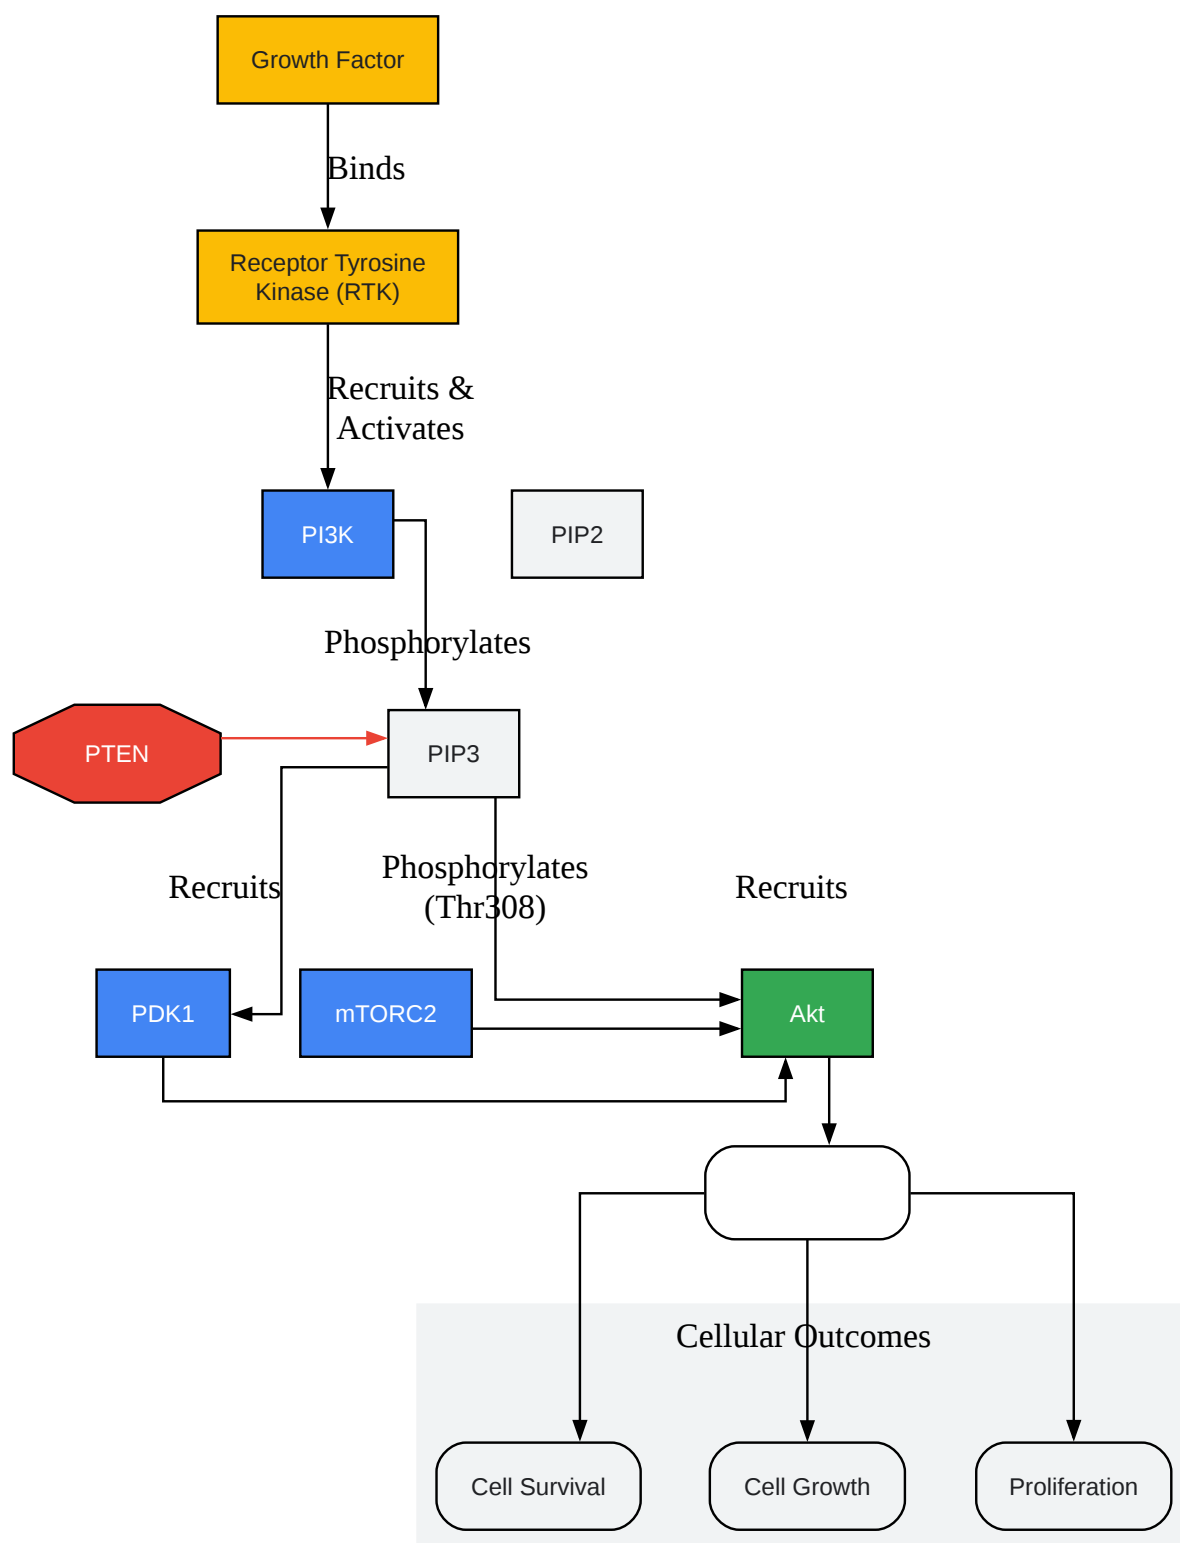 Growth Factor
Binds
Receptor Tyrosine
Kinase (RTK)
Recruits &
Activates
PI3K
PIP2
Phosphorylates
PTEN
PIP3
Recruits
Phosphorylates
(Thr308)
Recruits
PDK1
mTORC2
Akt
Cellular Outcomes
Cell Survival
Cell Growth
Proliferation